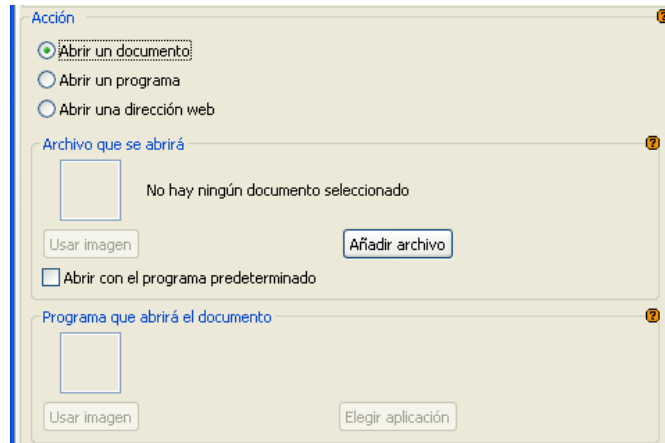 Acción
Abrir un documento
Abrir un programa
Abrir una dirección web
Archivo que se abrirá
No hay ningún documento seleccionado
Usar imagen Añadir archivo
Abrir con el programa predeterminado
Programa que abrirá el documento
Usar imagen Elegir aplicación